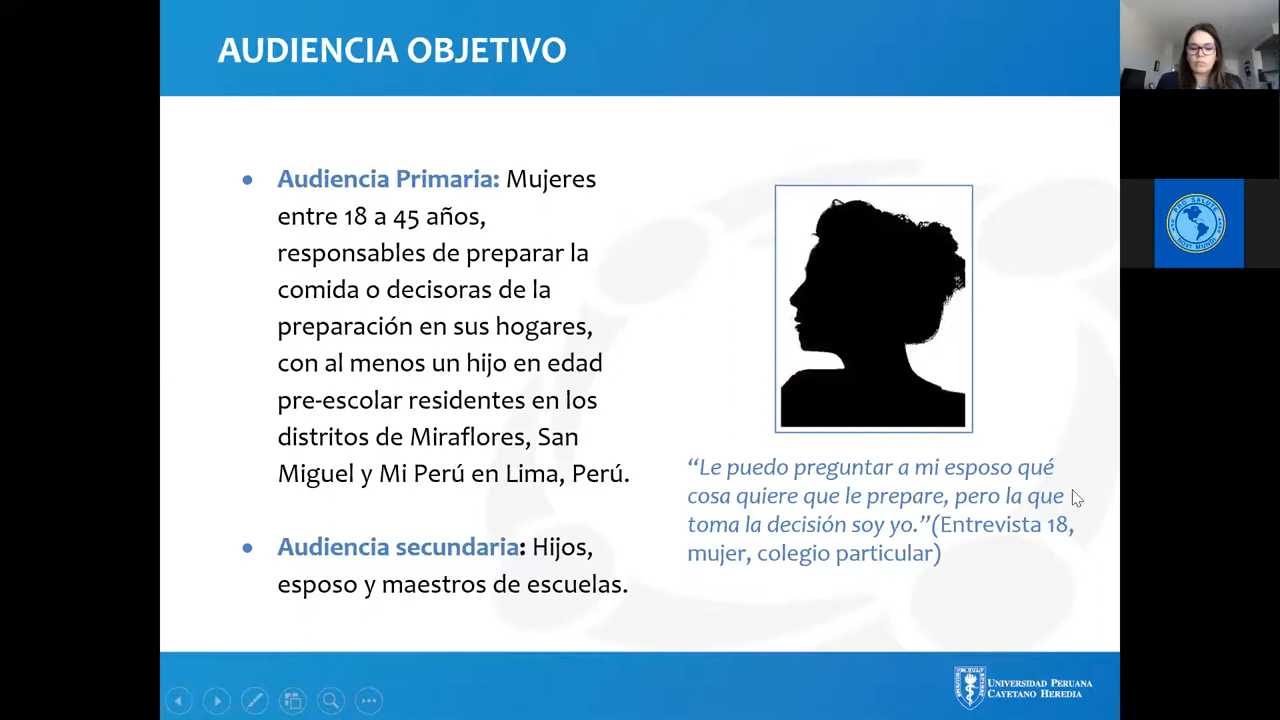 AUDIENCIA OBJETIVO
• Audiencia Primaria: Mujeres
entre 18 a 45 años,
responsables de preparar la
comida o decisoras de la
preparación en sus hogares,
con al menos un hijo en edad
pre-escolar residentes en los
distritos de Miraflores, San
Miguel y Mi Perú en Lima, Perú.
• Audiencia secundaria: Hijos,
esposo y maestros de escuelas.
“Le puedo preguntar a mi esposo qué
cosa quiere que le prepare, pero la que
toma la decisión soy yo.”(Entrevista 18,
mujer, colegio particular)
PRO SALUTE
NOVI MUNDI
UNIVERSIDAD PERUANA
CAYETANO HEREDIA